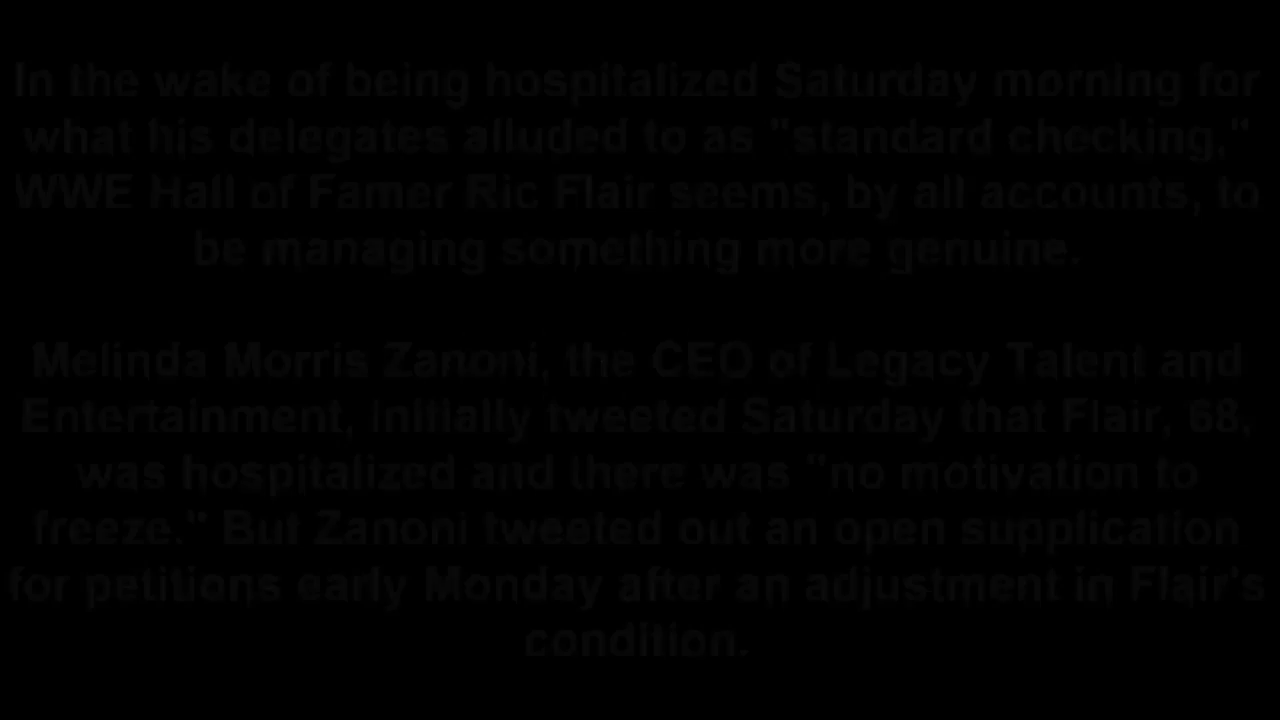 In the wake of being hospitalized Saturday morning for
what his delegates alluded to as "standard checking,"
WWE Hall of Famer Ric Flair seems, by all accounts, to
be managing something more genuine.
Melinda Morris Zanoni, the CEO of Legacy Talent and
Entertainment, initially tweeted Saturday that Flair, 68,
was hospitalized and there was "no motivation to
freeze." But Zanoni tweeted out an open supplication
for petitions early Monday after an adjustment in Flair's
condition.